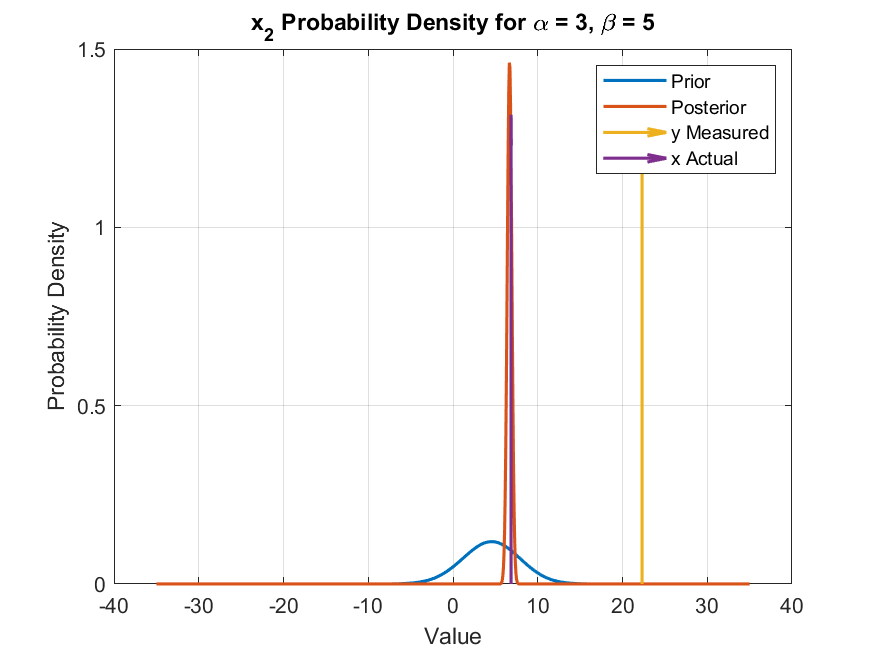 x₂ Probability Density for α = 3, β = 5
1.5
Prior
Posterior
y Measured
x Actual
1
Probability Density
0.5
0
-40 -30 -20 -10 0 10 20 30 40
Value